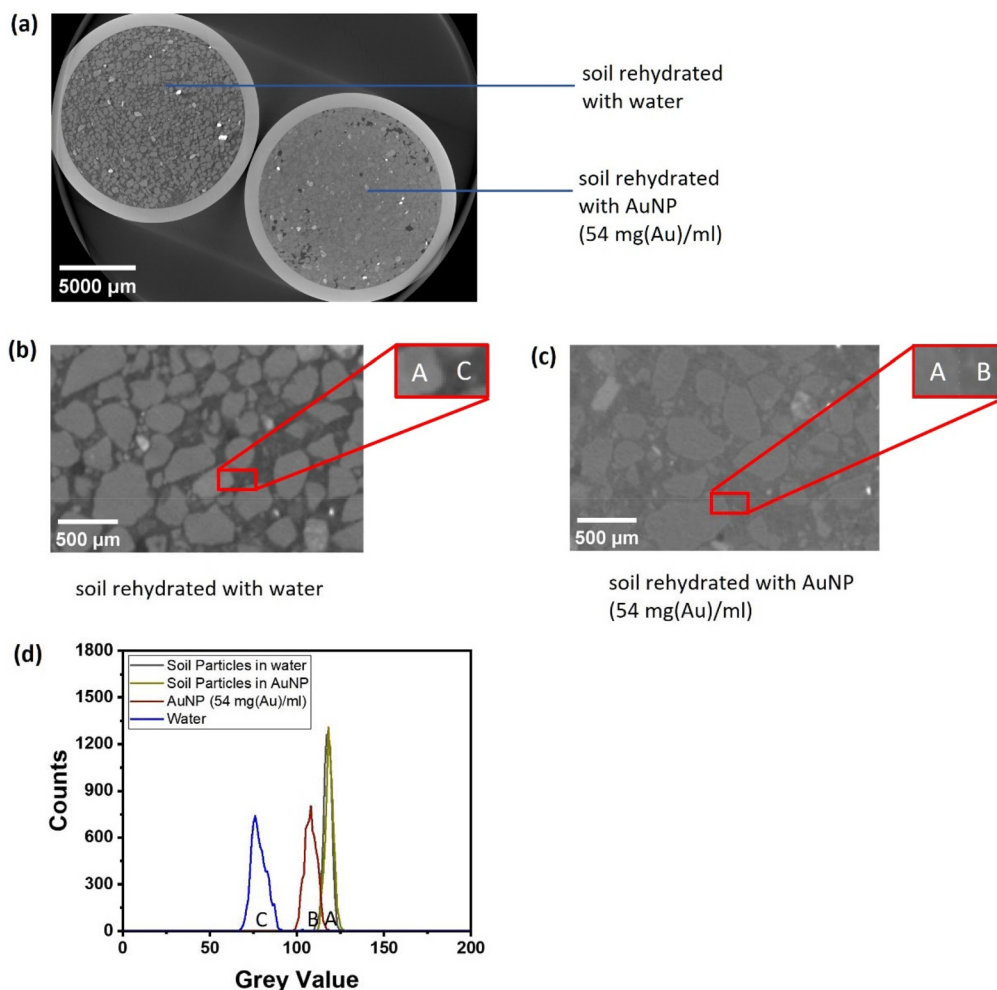 (a)
soil rehydrated
with water
soil rehydrated
with AuNP
(54 mg(Au)/ml)
5000 µm
(b)
A C
500 µm
soil rehydrated with water
(c)
A B
500 µm
soil rehydrated with AuNP
(54 mg(Au)/ml)
(d)
1800
1500
1200
900
600
300
0
Counts
Soil Particles in water
Soil Particles in AuNP
AuNP (54 mg(Au)/ml)
Water
C B A
0 50 100 150 200
Grey Value